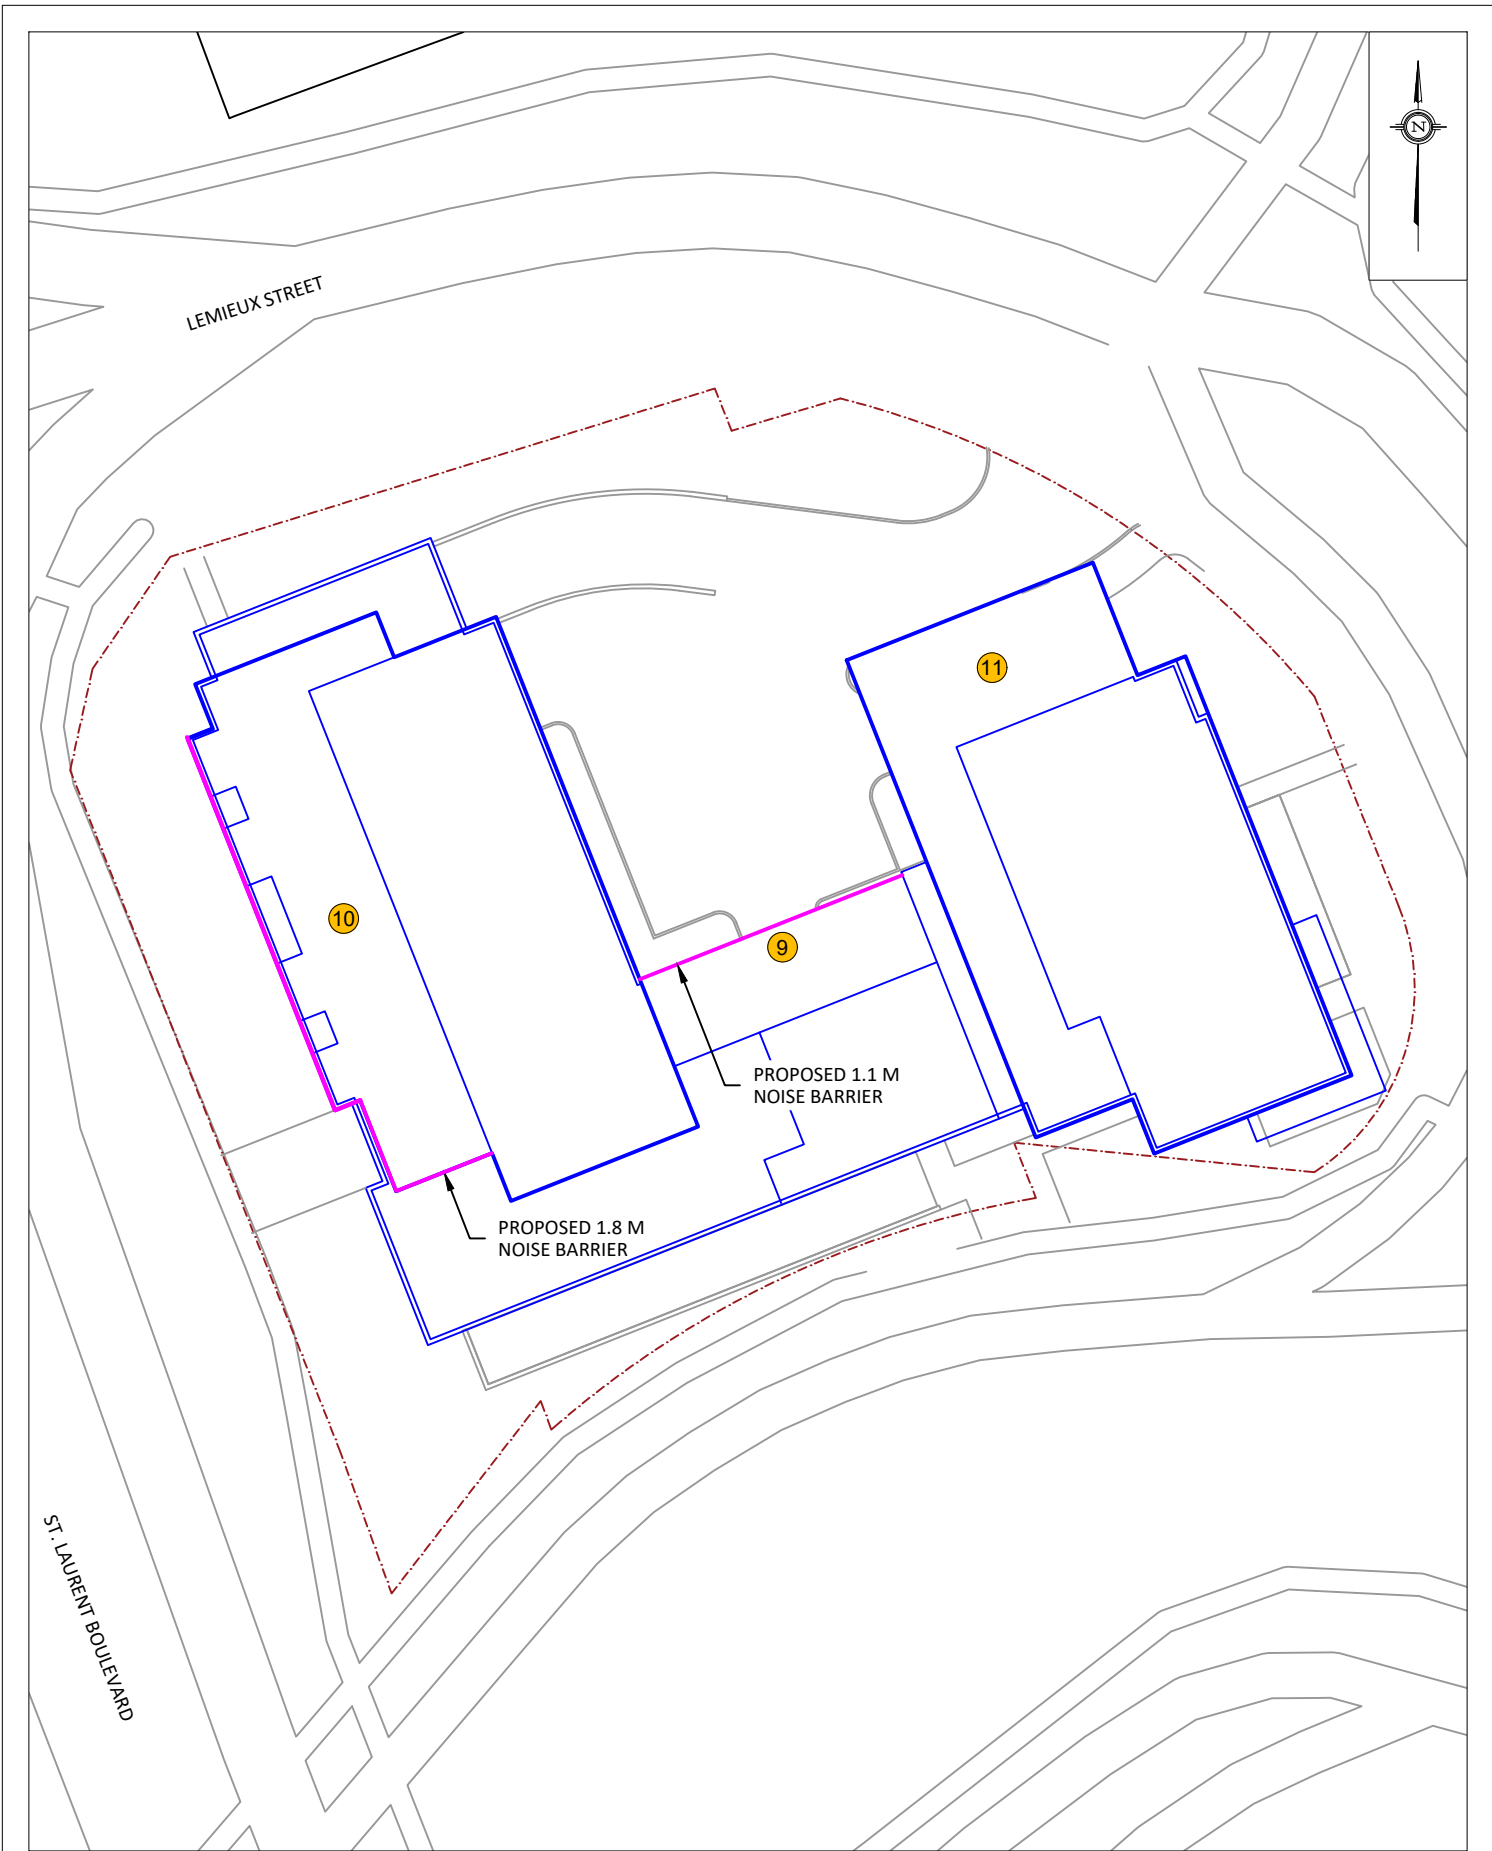 N
LEMIEUX STREET
11
10
9
PROPOSED 1.1 M
NOISE BARRIER
PROPOSED 1.8 M
NOISE BARRIER
ST. LAURENT BOULEVARD